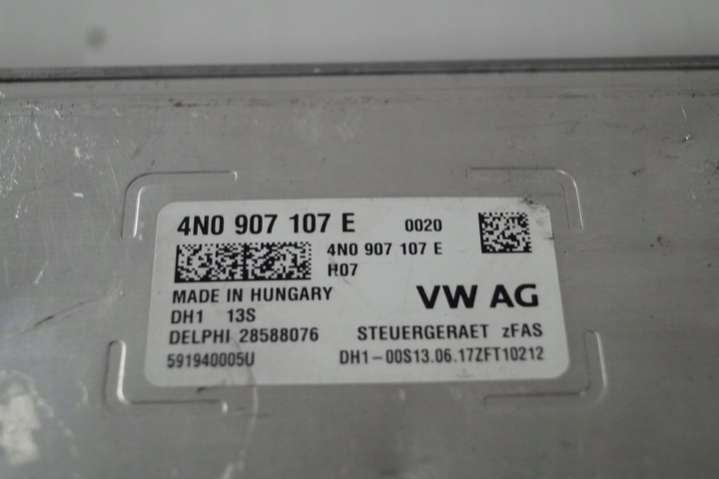 4N0 907 107 E 0020
4N0 907 107 E
H07
MADE IN HUNGARY VW AG
DH1 13S
DELPHI 28588076 STEUERGERAET zFAS
591940005U DH1-00S13.06.17ZFT10212